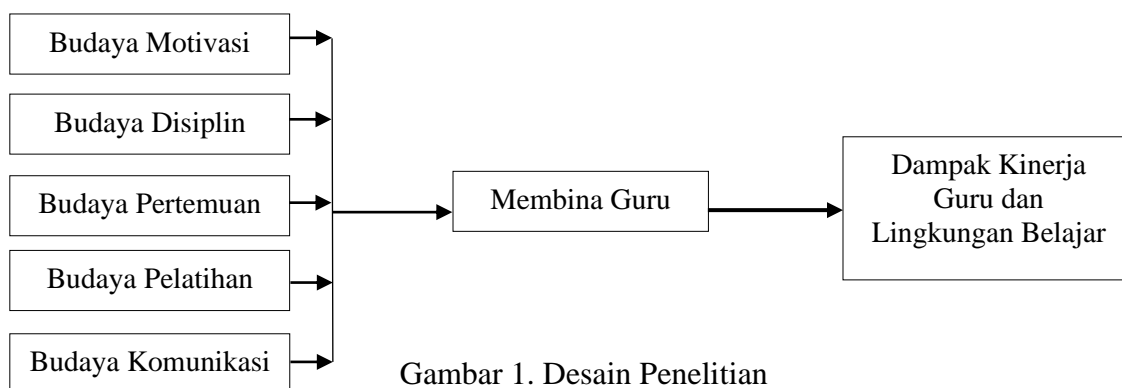 Budaya Motivasi
Budaya Disiplin
Budaya Pertemuan
Budaya Pelatihan
Budaya Komunikasi
Membina Guru
Dampak Kinerja
Guru dan
Lingkungan Belajar
Gambar 1. Desain Penelitian